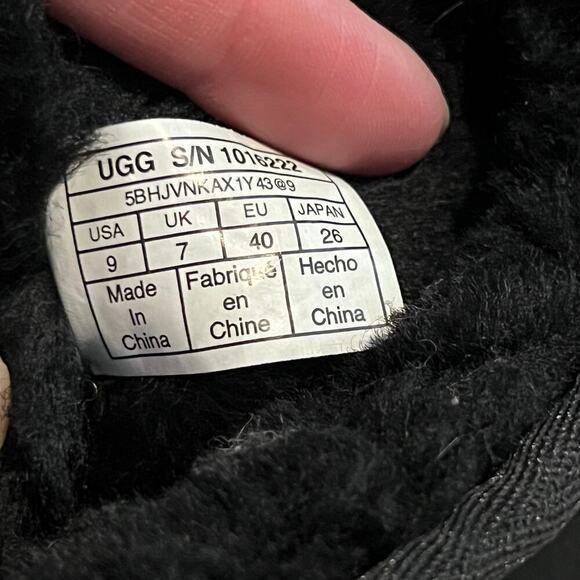 UGG S/N 1016222
5BHJVNKAX1Y43@9
USA UK EU JAPAN
9 7 40 26
Made In China
Fabriqué en Chine
Hecho en China